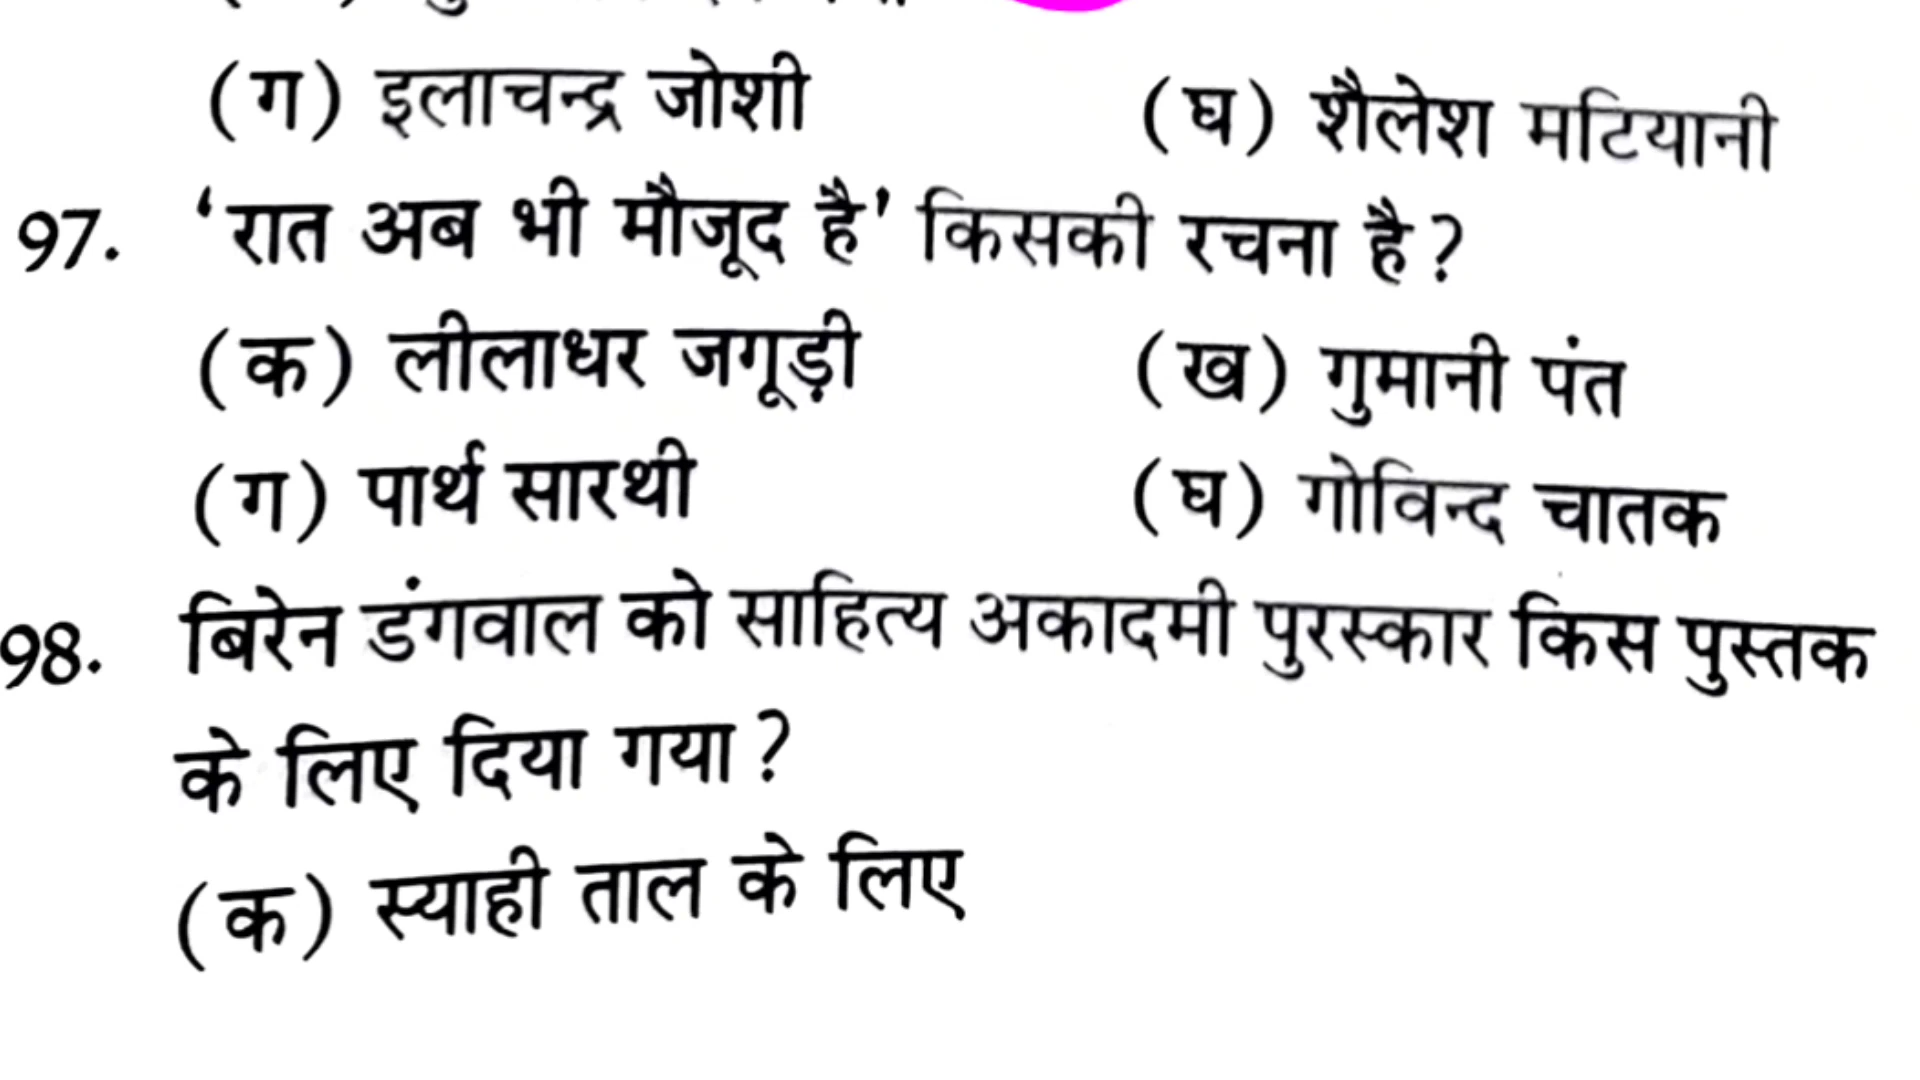 (ग) इलाचन्द्र जोशी (घ) शैलेश मटियानी
97. 'रात अब भी मौजूद है' किसकी रचना है?
(क) लीलाधर जगूड़ी (ख) गुमानी पंत
(ग) पार्थ सारथी (घ) गोविन्द चातक
98. बिरेन डंगवाल को साहित्य अकादमी पुरस्कार किस पुस्तक
के लिए दिया गया?
(क) स्याही ताल के लिए